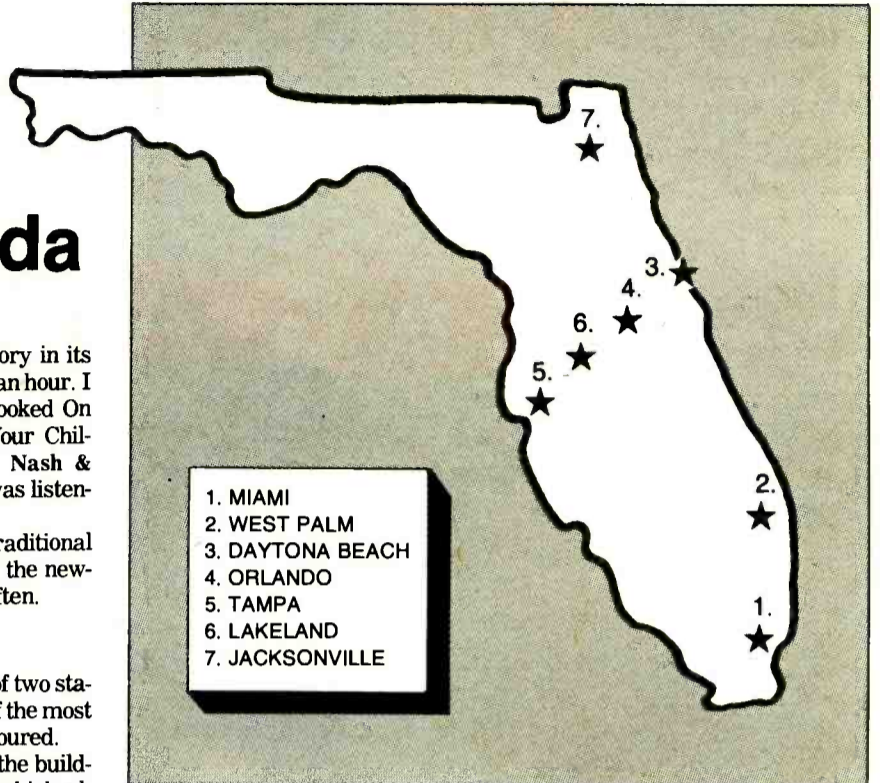 da
ory in its
an hour. I
ooked On
our Chil-
Nash &
as listen-
raditional
the new-
ften.
of two sta-
f the most
oured.
the build-
7.
3.
4.
6.
5.
2.
1.
1. MIAMI
2. WEST PALM
3. DAYTONA BEACH
4. ORLANDO
5. TAMPA
6. LAKELAND
7. JACKSONVILLE